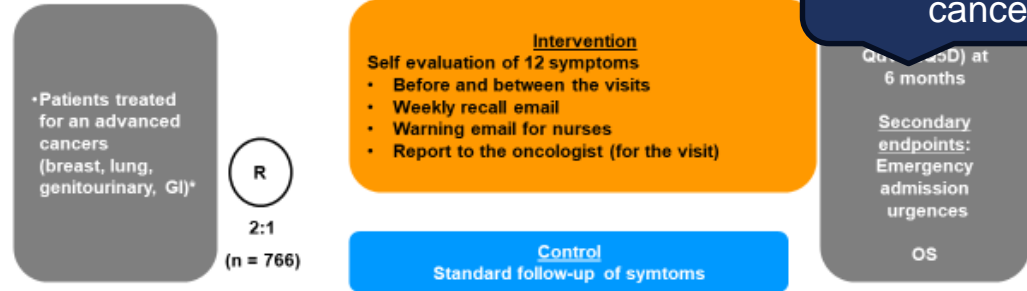 •Patients treated
for an advanced
cancers
(breast, lung,
genitourinary, GI)*
R
2:1
(n = 766)
Intervention
Self evaluation of 12 symptoms
• Before and between the visits
• Weekly recall email
• Warning email for nurses
• Report to the oncologist (for the visit)
Control
Standard follow-up of symtoms
at
6 months
Secondary
endpoints:
Emergency
admission
urgences
OS